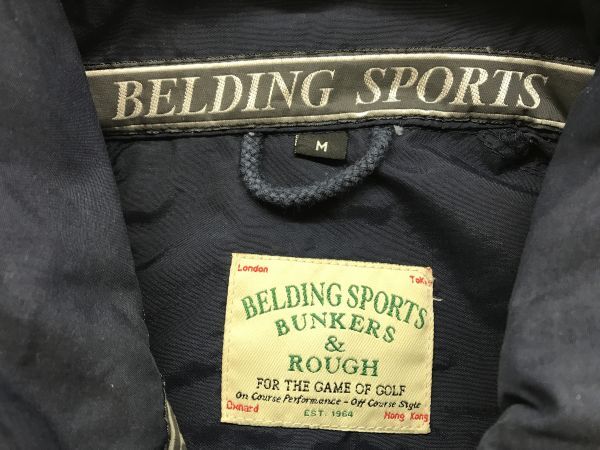 BELDING SPORTS
M
London
BELDING SPORTS
BUNKERS
&
ROUGH
FOR THE GAME OF GOLF
On Course Performance - Off Course Style
Oxnard EST. 1964 Hong Kong